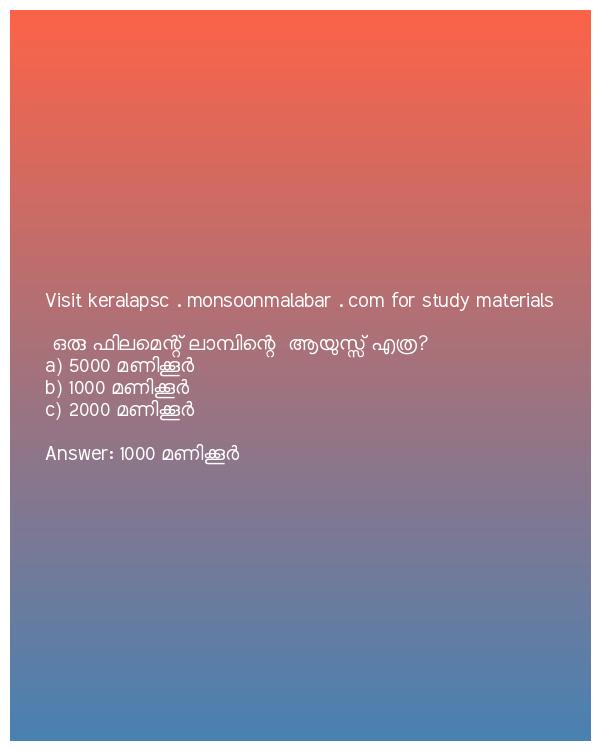 Visit keralapsc . monsoonmalabar . com for study materials
ഒരു ഫിലമെന്റ് ലാമ്പിന്റെ ആയുസ്സ് എത്ര?
a) 5000 മണിക്കൂർ
b) 1000 മണിക്കൂർ
c) 2000 മണിക്കൂർ
Answer: 1000 മണിക്കൂർ